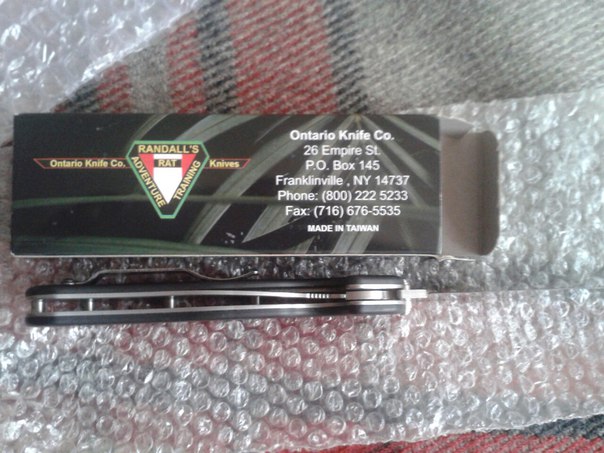 RANDALL'S
Ontario Knife Co. RAT Knives
ADVENTURE TRAINING
Ontario Knife Co.
26 Empire St.
P.O. Box 145
Franklinville , NY 14737
Phone: (800) 222 5233
Fax: (716) 676-5535
MADE IN TAIWAN